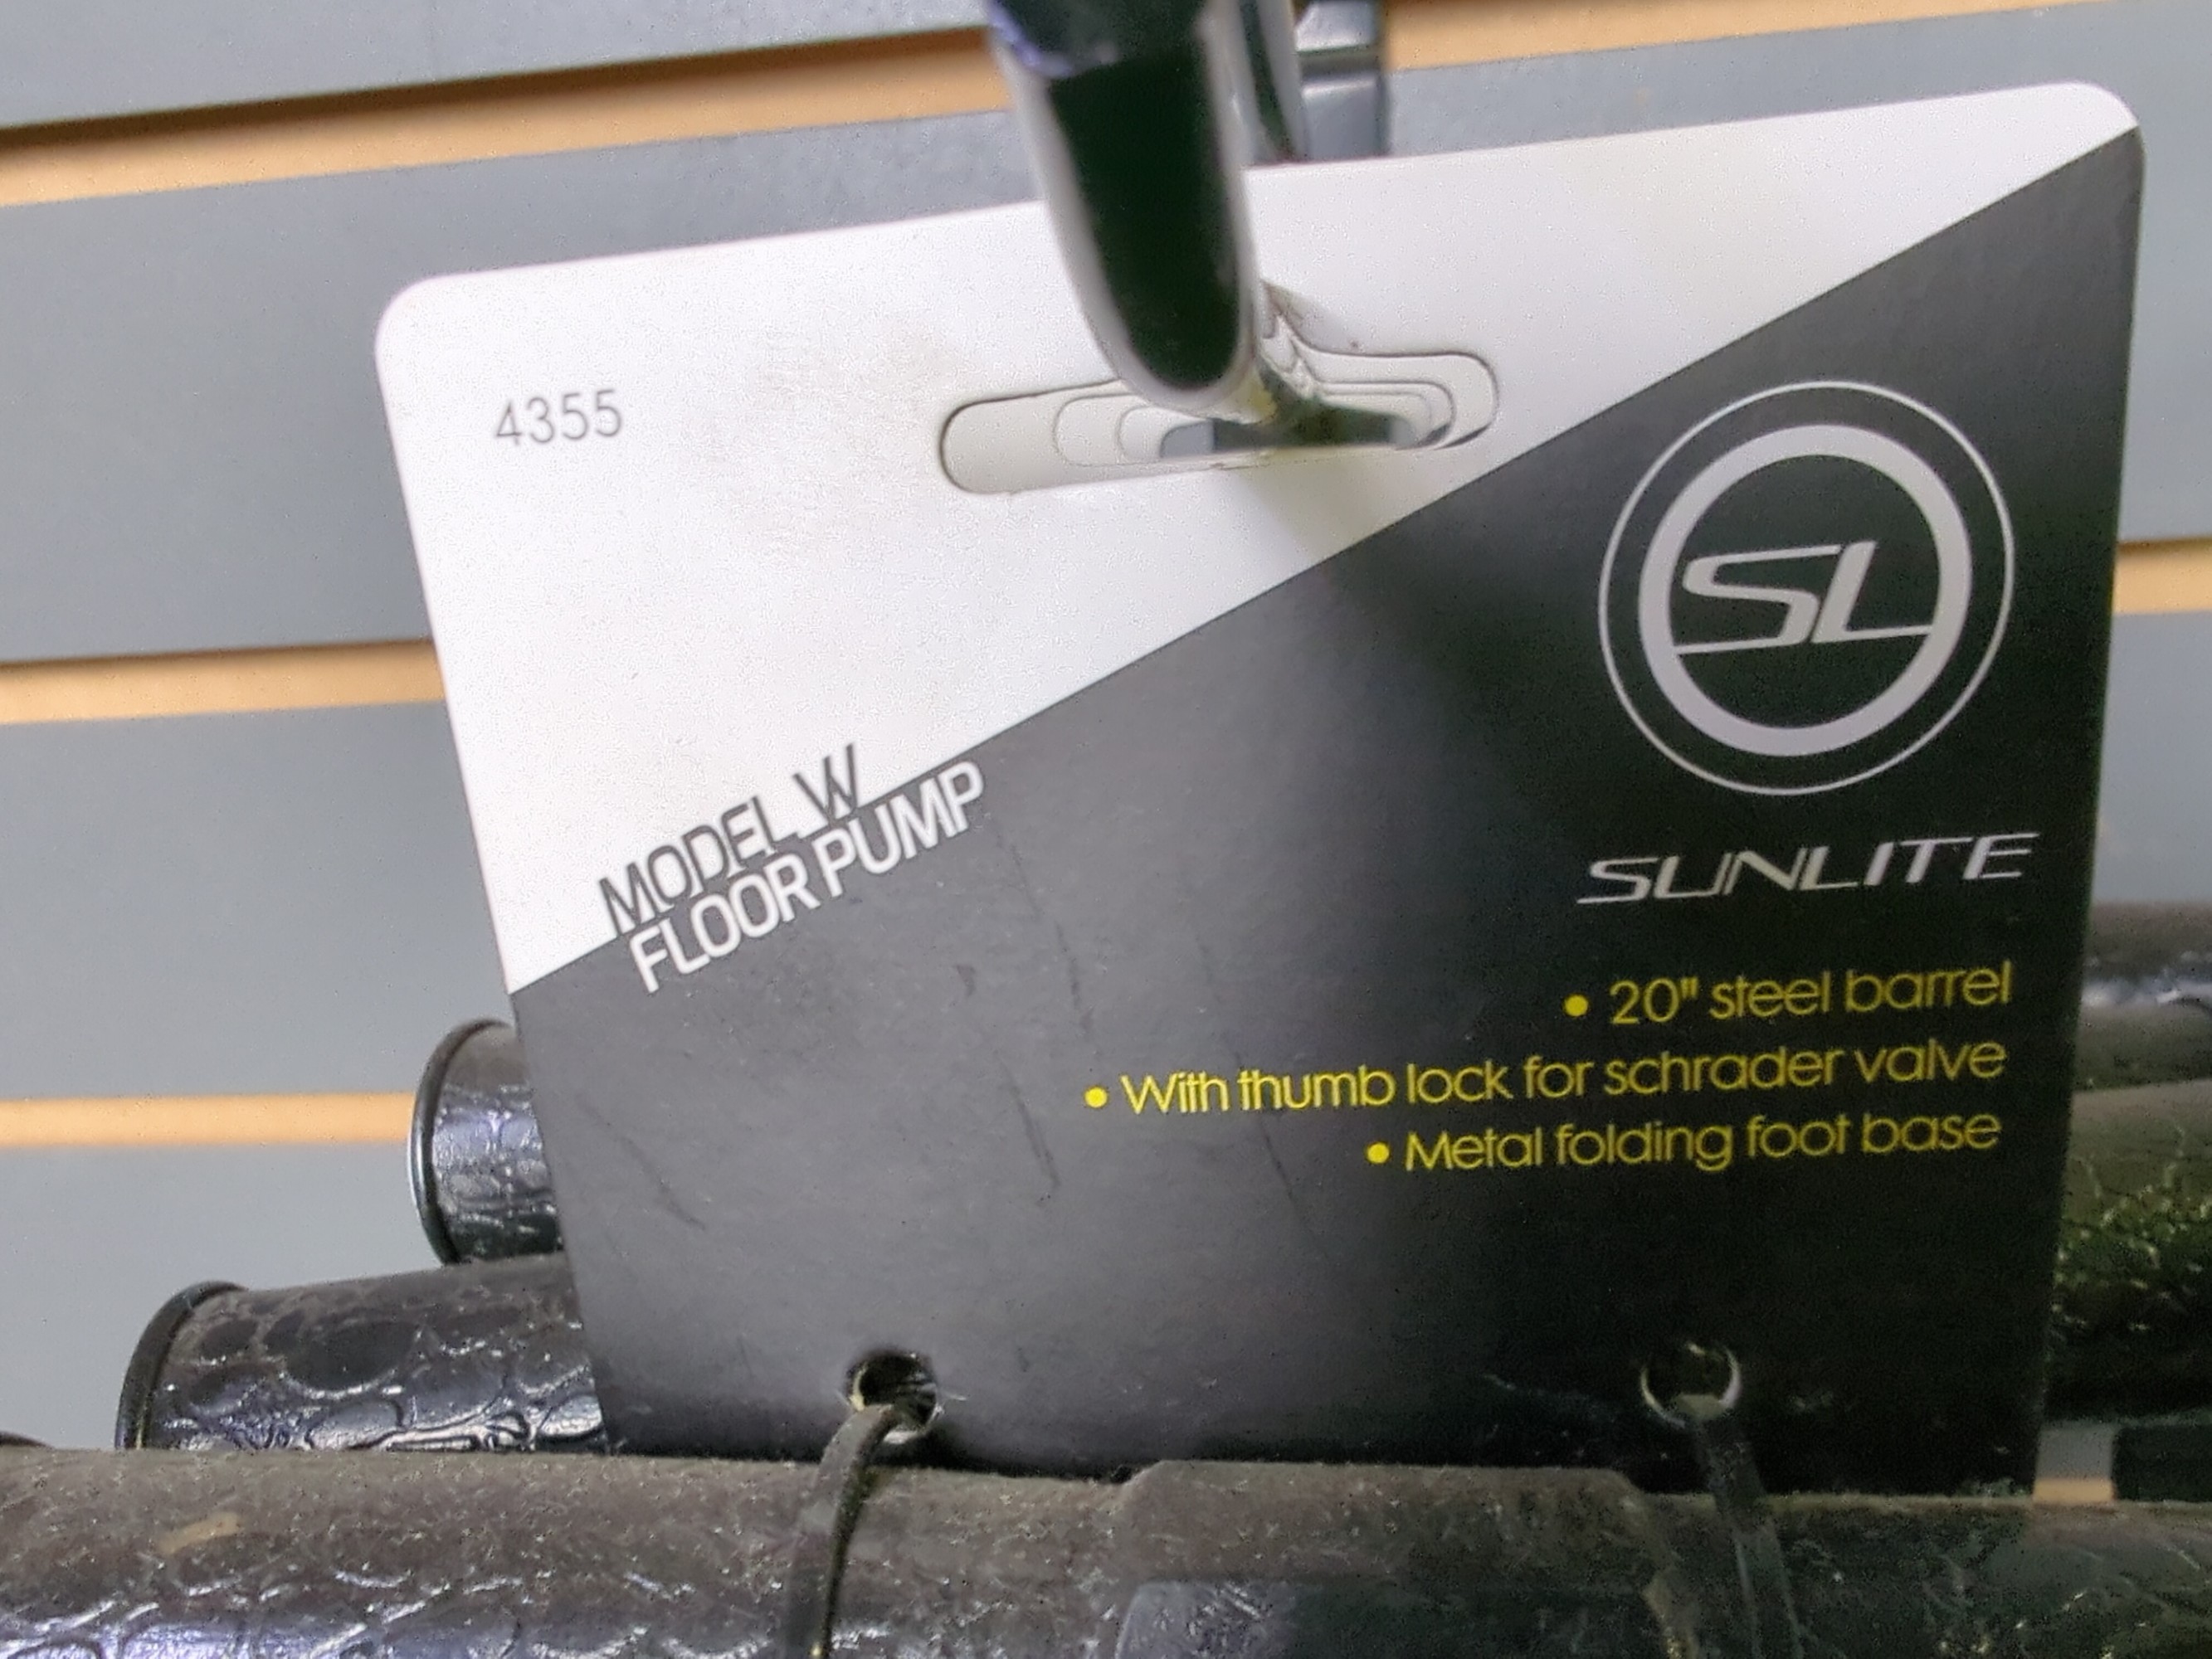 4355
MODEL W
FLOOR PUMP
SL
SUNLITE
• 20" steel barrel
• With thumb lock for schrader valve
• Metal folding foot base